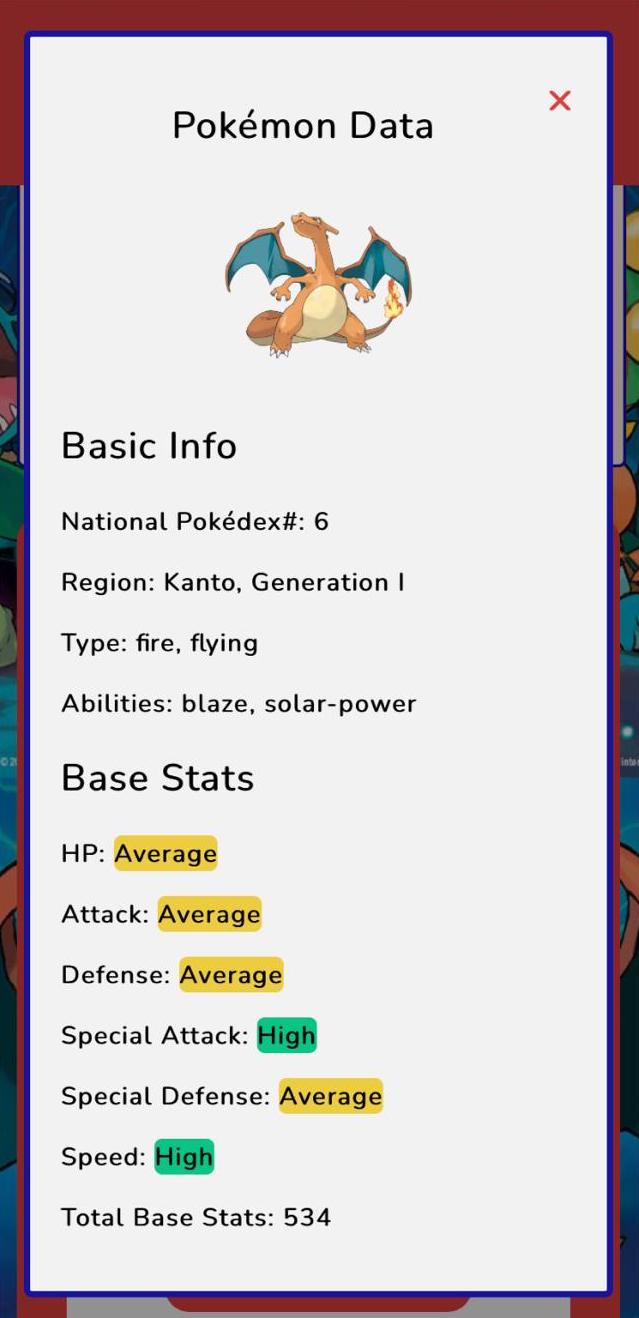 Pokémon Data
Basic Info
National Pokédex#: 6
Region: Kanto, Generation I
Type: fire, flying
Abilities: blaze, solar-power
Base Stats
HP: Average
Attack: Average
Defense: Average
Special Attack: High
Special Defense: Average
Speed: High
Total Base Stats: 534